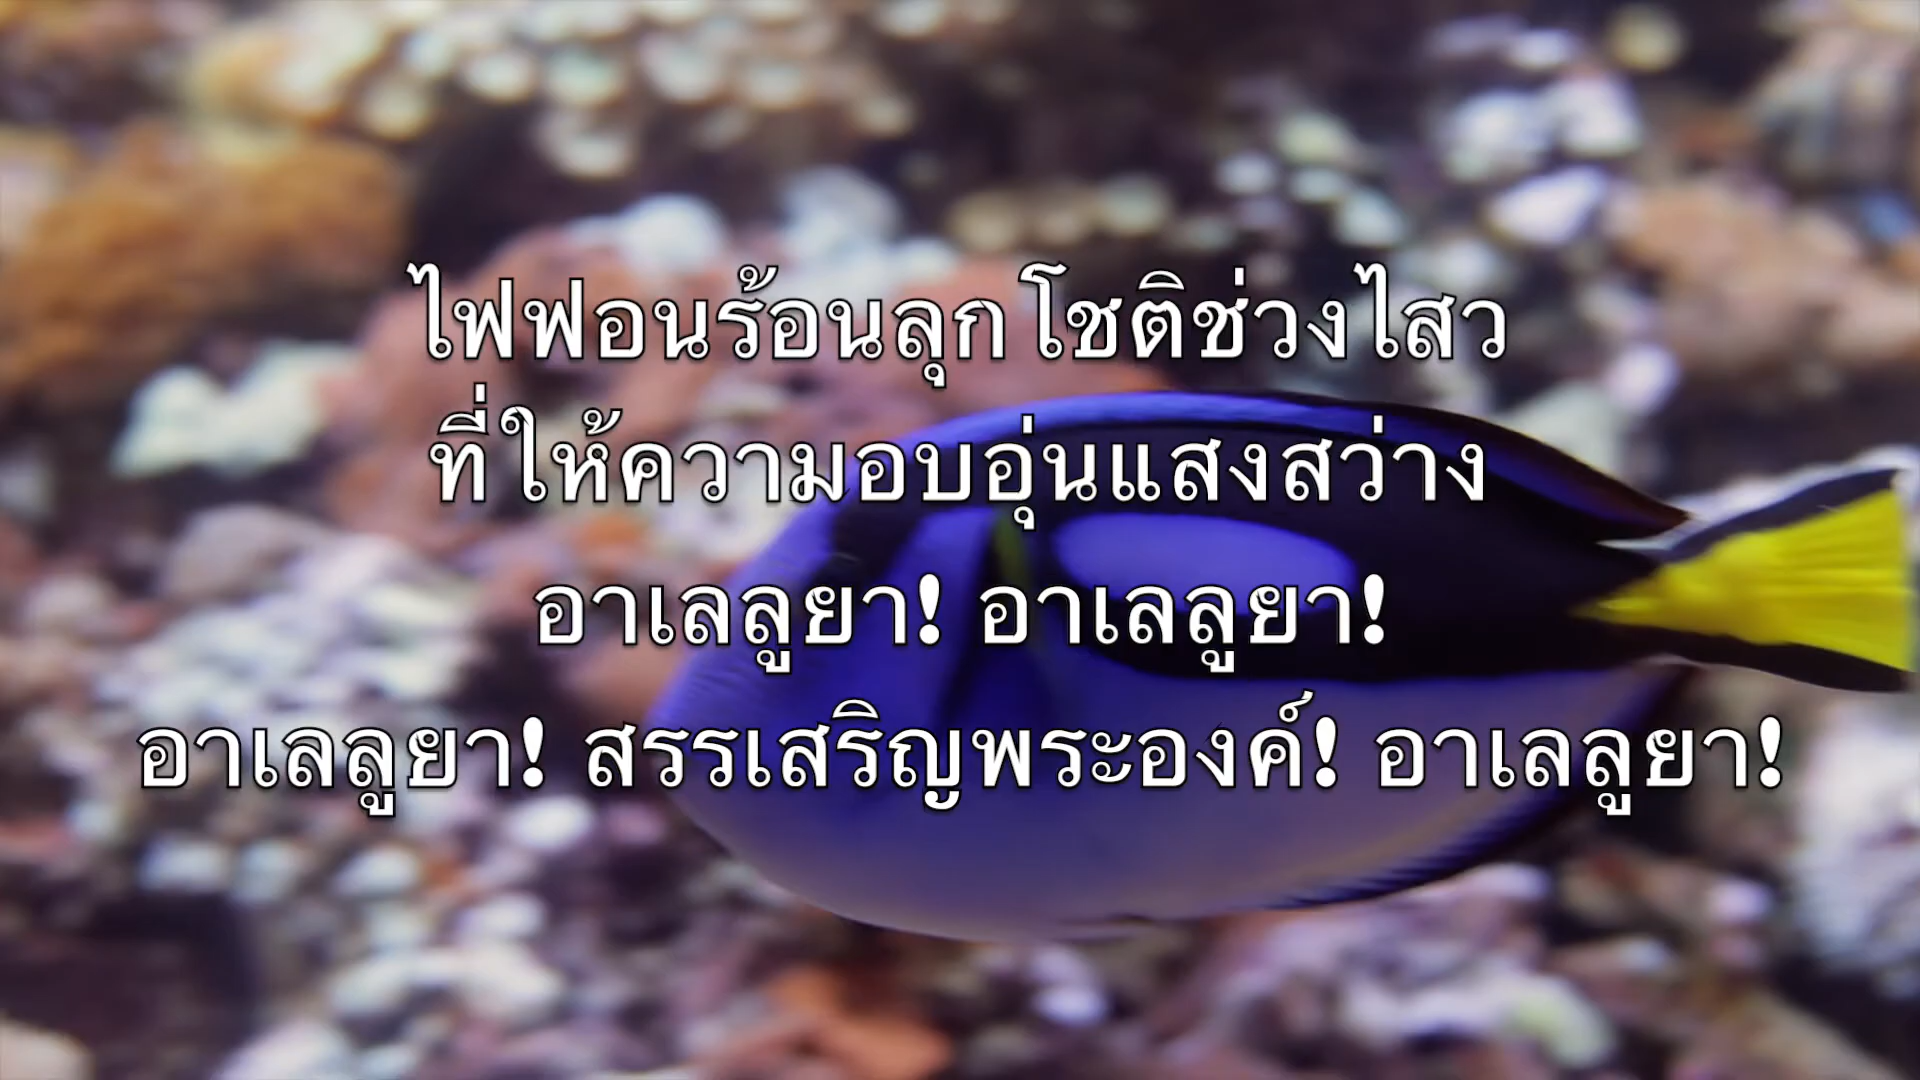 ไฟฟอนร้อนลุก โชติช่วงไสว
ที่ ให้ความอบอุ่นแสงสว่าง
อาเลลูยา! อาเลลูยา!
อาเลลูยา! สรรเสริญพระองค์! อาเลลูยา!